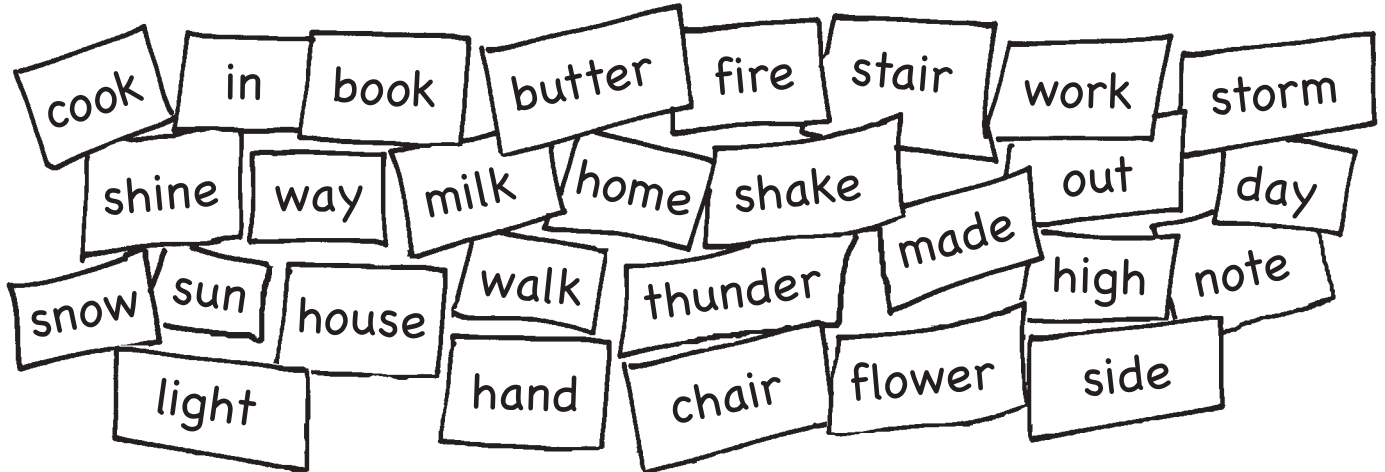 cook in book butter fire stair work storm
shine way milk home shake out day
snow sun house walk thunder made high note
light hand chair flower side